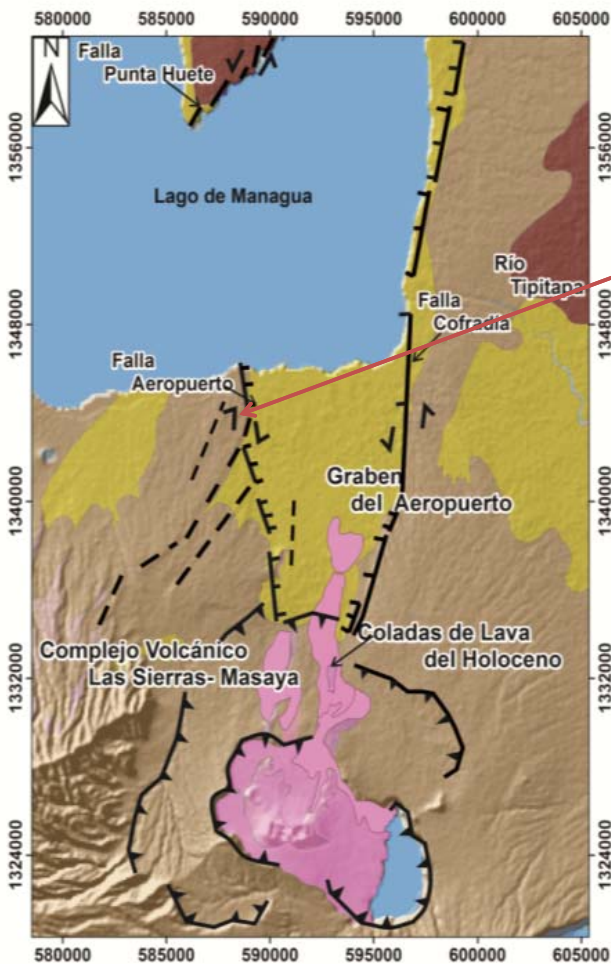 580000 585000 590000 595000 600000 605000
N
Falla
Punta Huete
1356000
1356000
Lago de Managua
Río
Tipitapa
Falla
Cofradía
1348000
1348000
Falla
Aeropuerto
Graben
del Aeropuerto
1340000
1340000
Coladas de Lava
del Holoceno
Complejo Volcánico
Las Sierras- Masaya
1332000
1332000
1324000
1324000
580000 585000 590000 595000 600000 605000